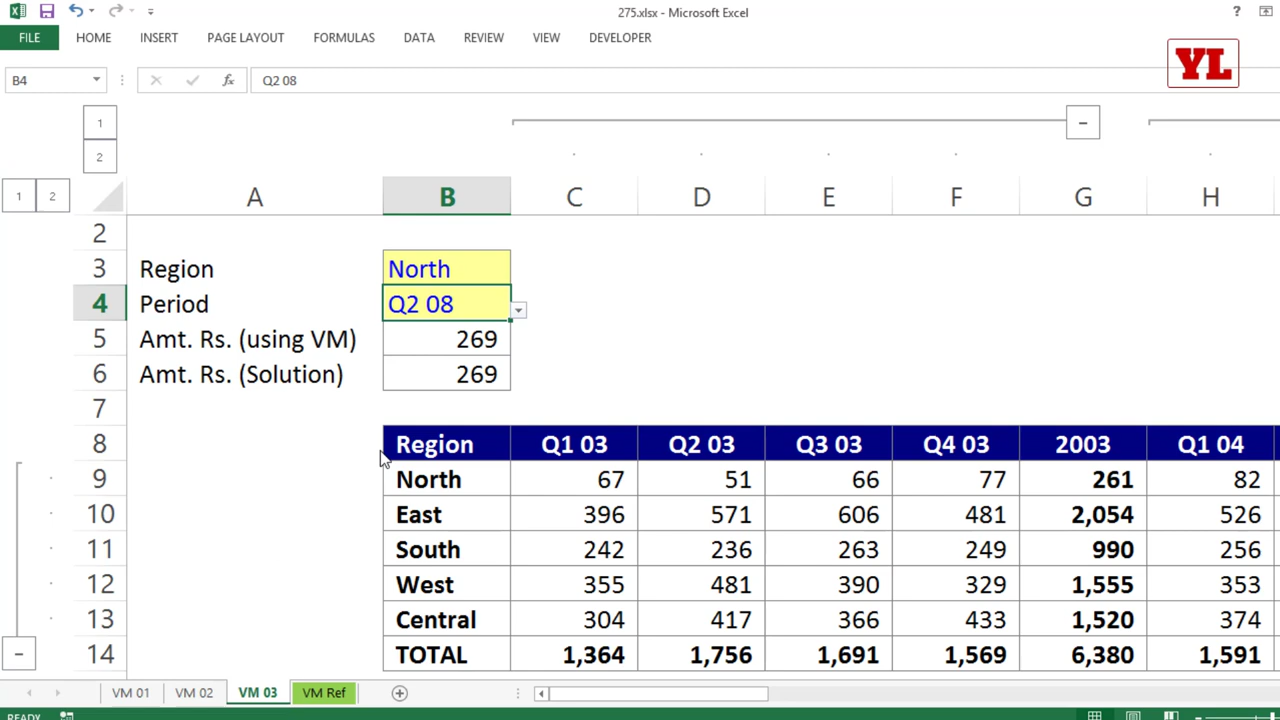 275.xlsx - Microsoft Excel ?
FILE HOME INSERT PAGE LAYOUT FORMULAS DATA REVIEW VIEW DEVELOPER
YL
B4 fx Q2 08
1
2
1 2 A B C D E F G H
2
3 Region North
4 Period Q2 08
5 Amt. Rs. (using VM) 269
6 Amt. Rs. (Solution) 269
7
8 Region Q1 03 Q2 03 Q3 03 Q4 03 2003 Q1 04
9 North 67 51 66 77 261 82
10 East 396 571 606 481 2,054 526
11 South 242 236 263 249 990 256
12 West 355 481 390 329 1,555 353
13 Central 304 417 366 433 1,520 374
14 TOTAL 1,364 1,756 1,691 1,569 6,380 1,591
VM 01 VM 02 VM 03 VM Ref
READY